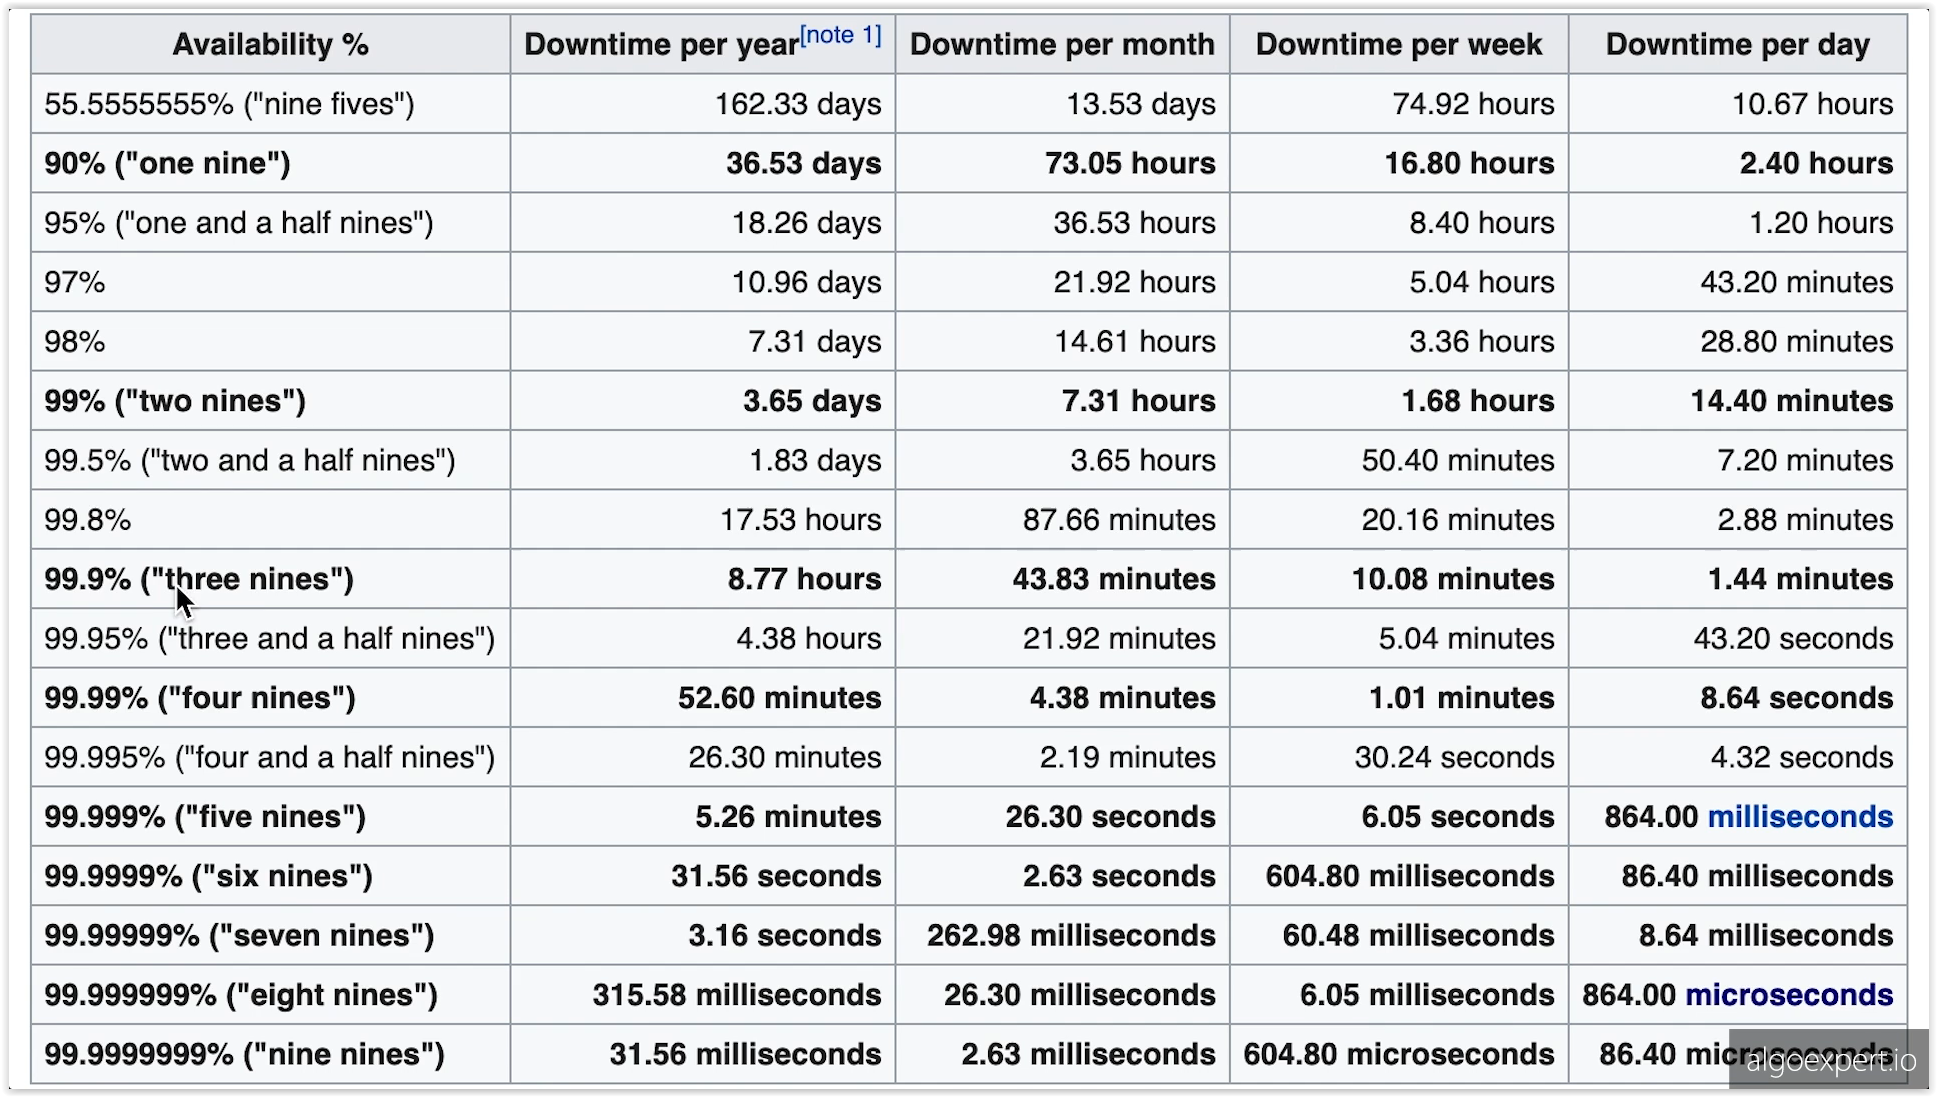 Availability % Downtime per year[note 1] Downtime per month Downtime per week Downtime per day
55.5555555% ("nine fives") 162.33 days 13.53 days 74.92 hours 10.67 hours
90% ("one nine") 36.53 days 73.05 hours 16.80 hours 2.40 hours
95% ("one and a half nines") 18.26 days 36.53 hours 8.40 hours 1.20 hours
97% 10.96 days 21.92 hours 5.04 hours 43.20 minutes
98% 7.31 days 14.61 hours 3.36 hours 28.80 minutes
99% ("two nines") 3.65 days 7.31 hours 1.68 hours 14.40 minutes
99.5% ("two and a half nines") 1.83 days 3.65 hours 50.40 minutes 7.20 minutes
99.8% 17.53 hours 87.66 minutes 20.16 minutes 2.88 minutes
99.9% ("three nines") 8.77 hours 43.83 minutes 10.08 minutes 1.44 minutes
99.95% ("three and a half nines") 4.38 hours 21.92 minutes 5.04 minutes 43.20 seconds
99.99% ("four nines") 52.60 minutes 4.38 minutes 1.01 minutes 8.64 seconds
99.995% ("four and a half nines") 26.30 minutes 2.19 minutes 30.24 seconds 4.32 seconds
99.999% ("five nines") 5.26 minutes 26.30 seconds 6.05 seconds 864.00 milliseconds
99.9999% ("six nines") 31.56 seconds 2.63 seconds 604.80 milliseconds 86.40 milliseconds
99.99999% ("seven nines") 3.16 seconds 262.98 milliseconds 60.48 milliseconds 8.64 milliseconds
99.999999% ("eight nines") 315.58 milliseconds 26.30 milliseconds 6.05 milliseconds 864.00 microseconds
99.9999999% ("nine nines") 31.56 milliseconds 2.63 milliseconds 604.80 microseconds 86.40 microseconds
algoexpert.io